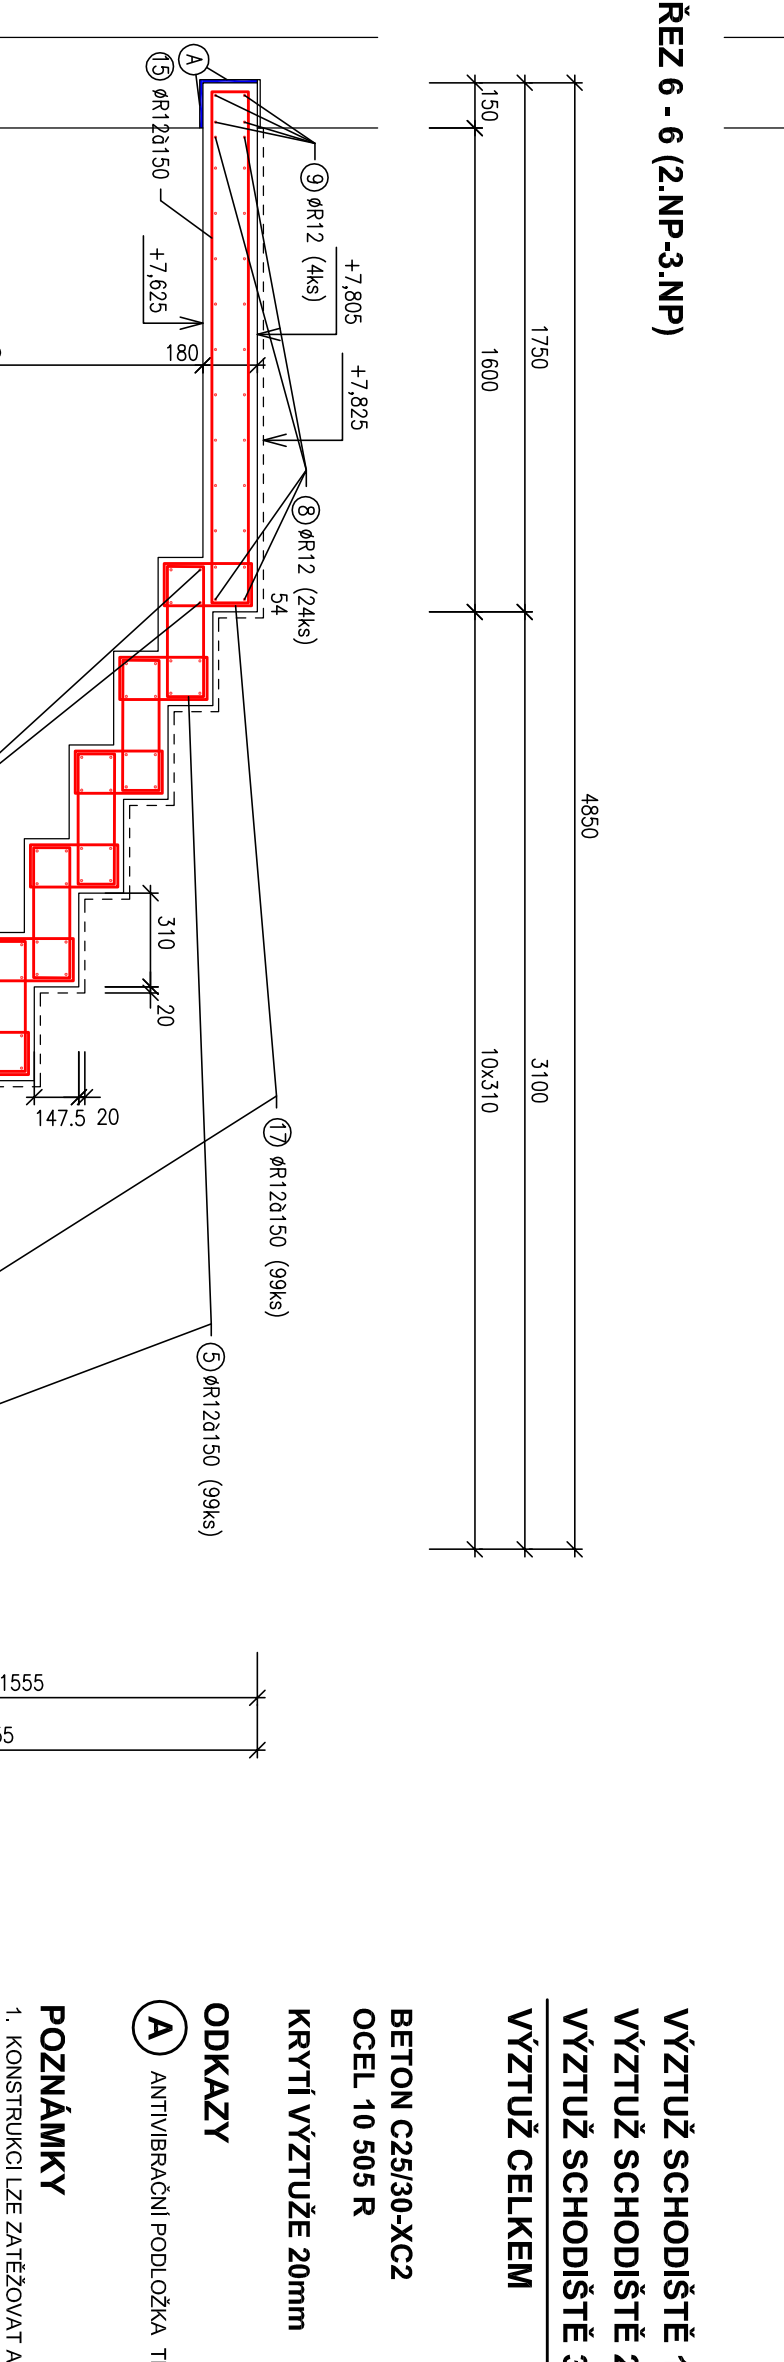 ŘEZ 6 - 6 (2.NP-3.NP)
4850
1750
3100
150
1600
10x310
+7,825
+7,805
9 øR12 (4ks)
8 øR12 (24ks)
54
180
A
15 øR12à150
+7,625
310
20
147.5 20
17 øR12à150 (99ks)
5 øR12à150 (99ks)
1555
VÝZTUŽ SCHODIŠTĚ
VÝZTUŽ SCHODIŠTĚ 2
VÝZTUŽ SCHODIŠTĚ 3
VÝZTUŽ CELKEM
BETON C25/30-XC2
OCEL 10 505 R
KRYTÍ VÝZTUŽE 20mm
ODKAZY
A ANTIVIBRAČNÍ PODLOŽKA
POZNÁMKY
1. KONSTRUKCI LZE ZATĚŽOVAT A